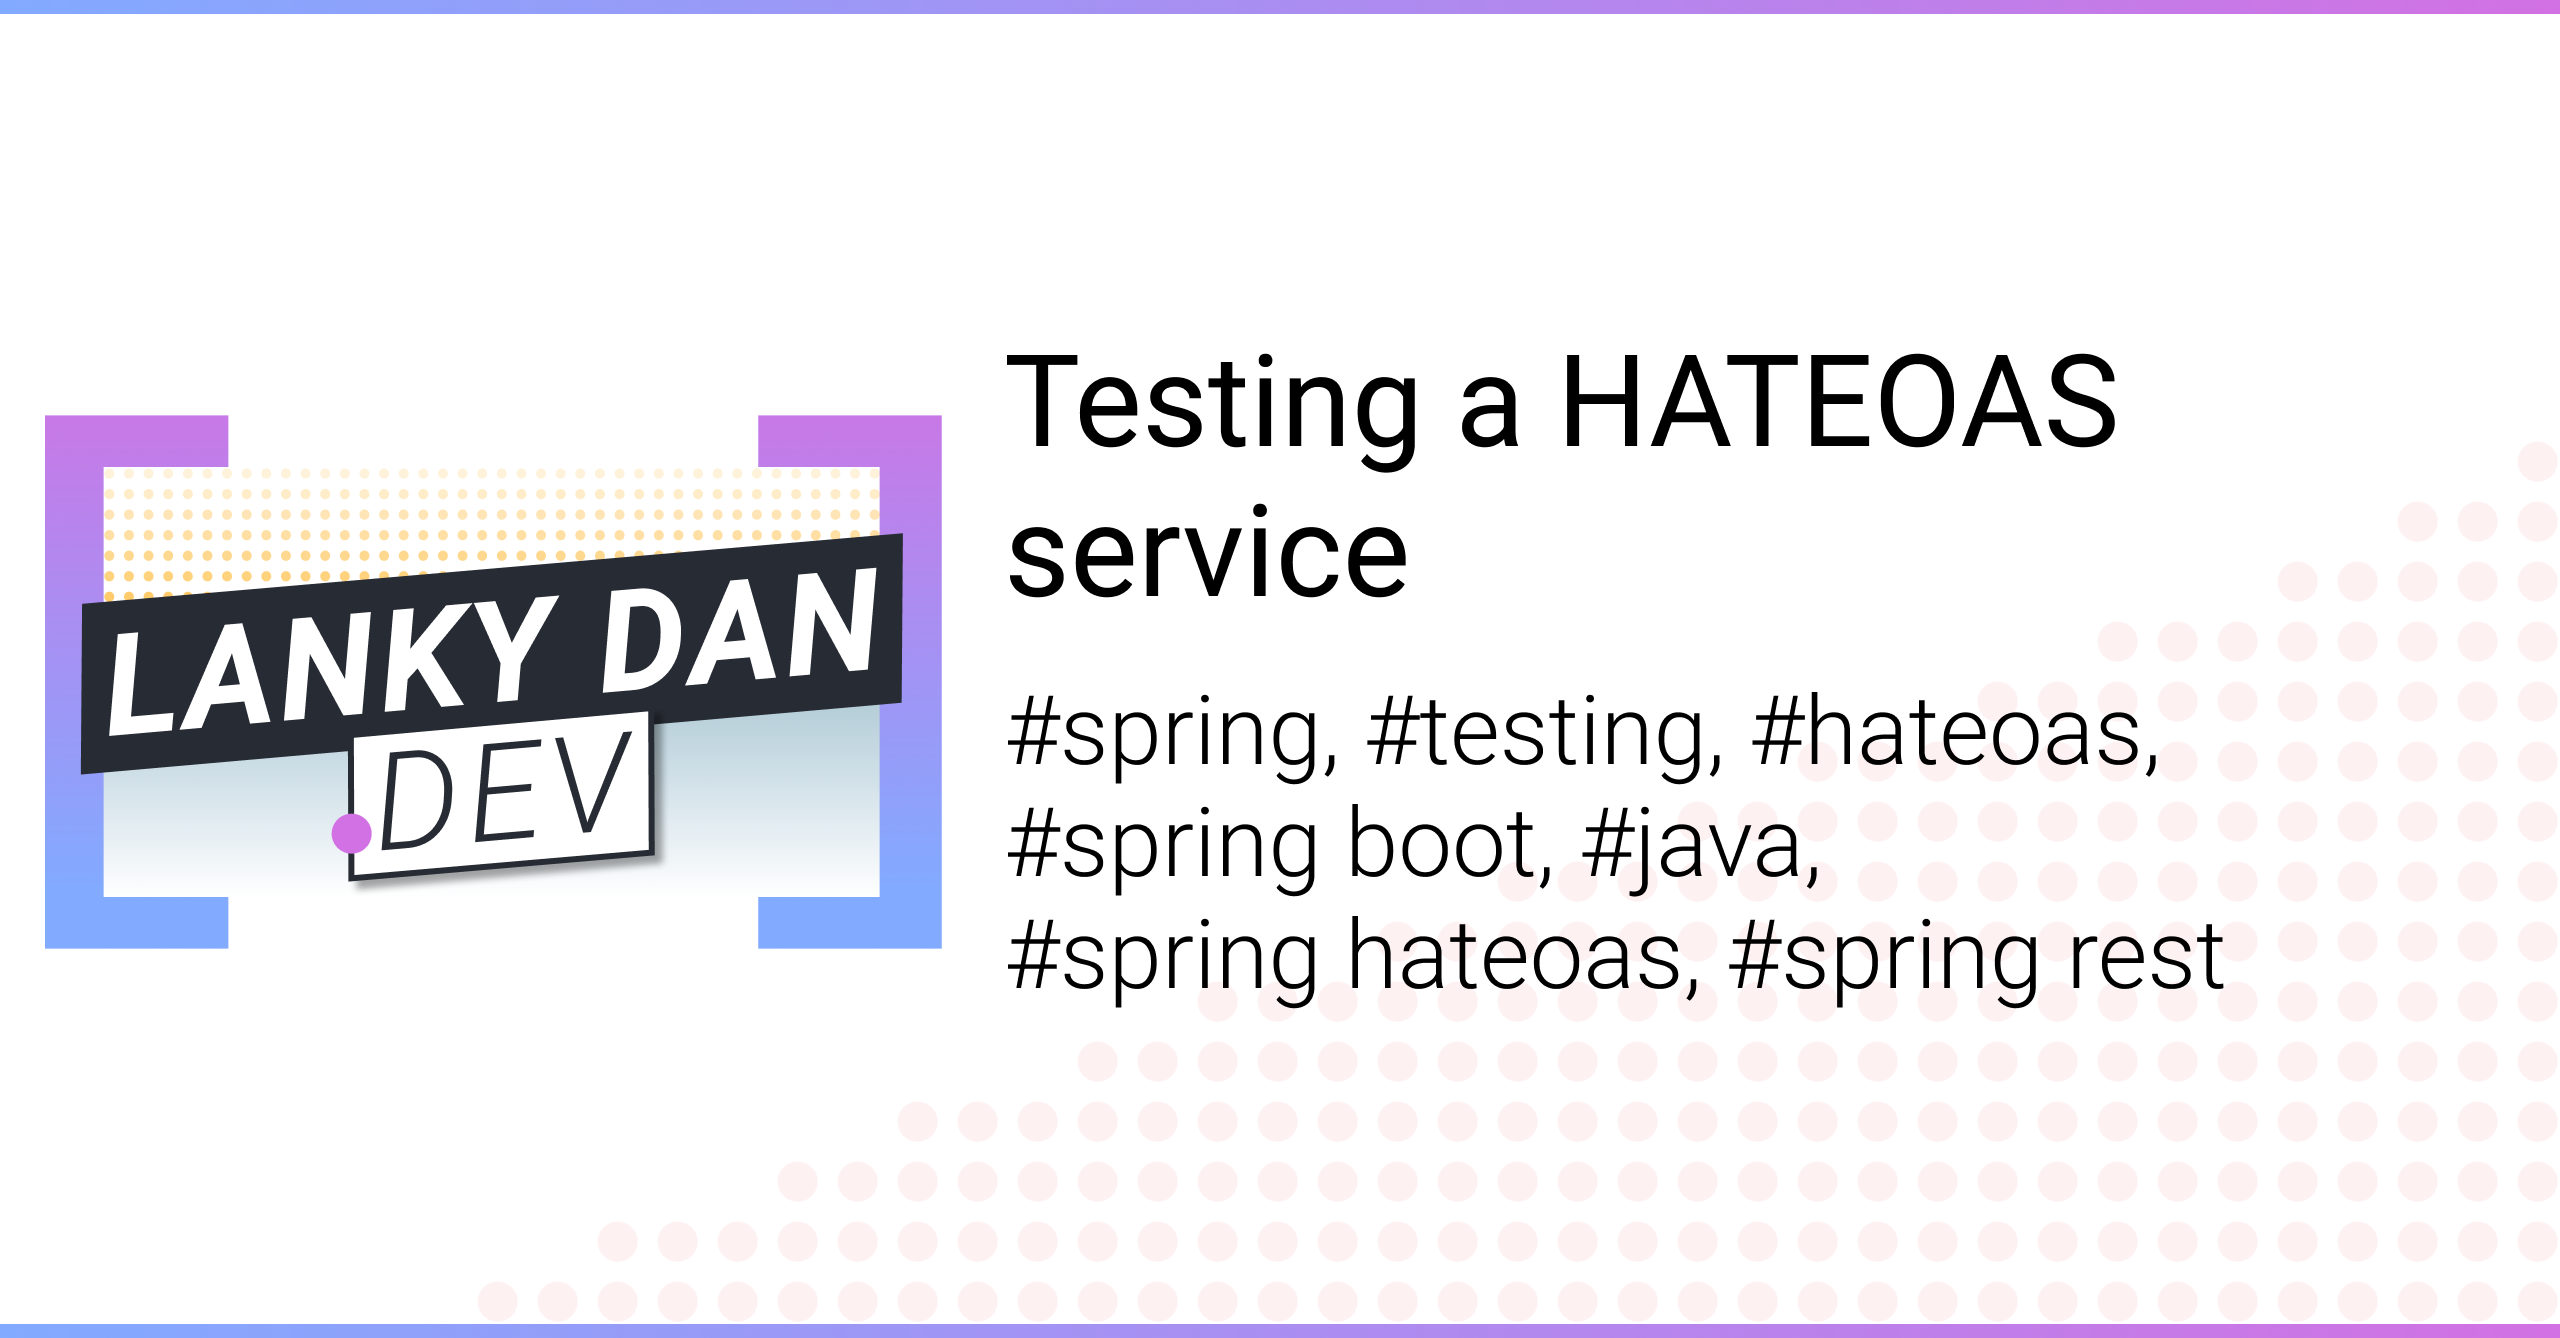 LANKY DAN
DEV
Testing a HATEOAS
service
#spring, #testing, #hateoas,
#spring boot, #java,
#spring hateoas, #spring rest